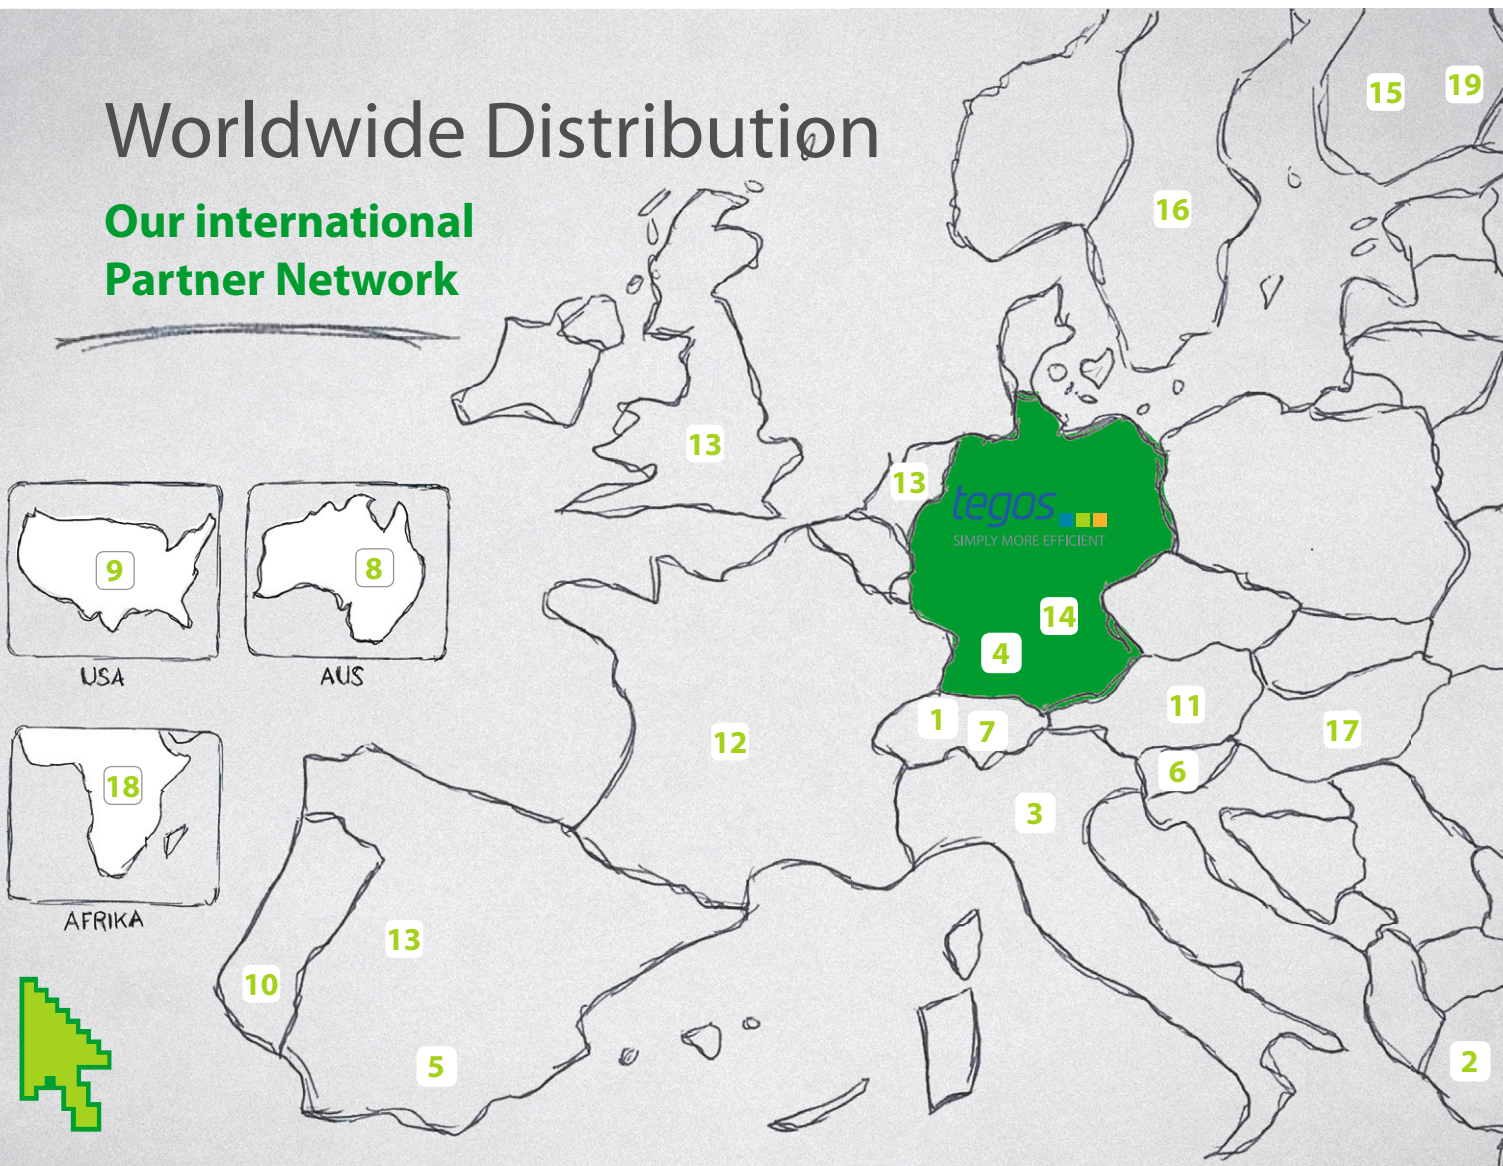 Worldwide Distribution
Our international
Partner Network
15
19
16
13
13
tegos
SIMPLY MORE EFFICIENT
9
8
USA
AUS
14
4
1
7
11
17
12
6
3
18
AFRIKA
13
10
5
2